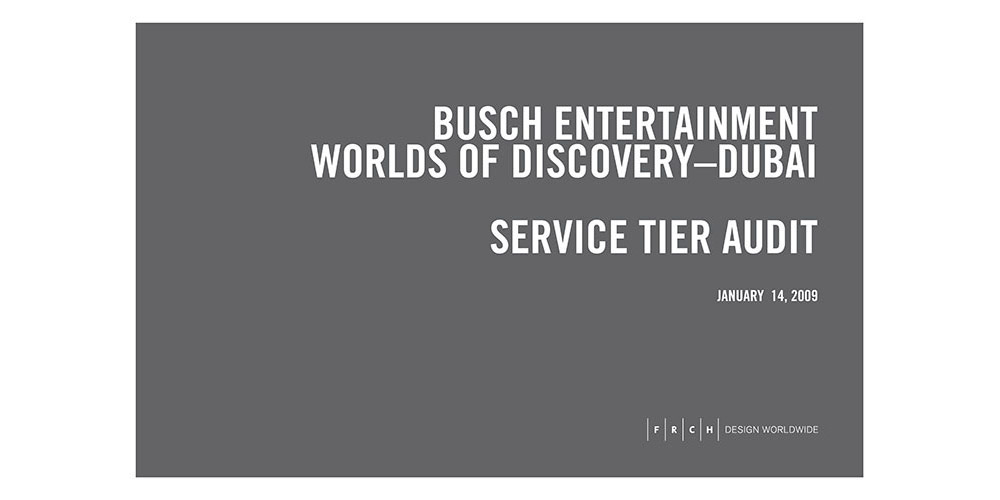 BUSCH ENTERTAINMENT
WORLDS OF DISCOVERY–DUBAI
SERVICE TIER AUDIT
JANUARY 14, 2009
F R C H DESIGN WORLDWIDE